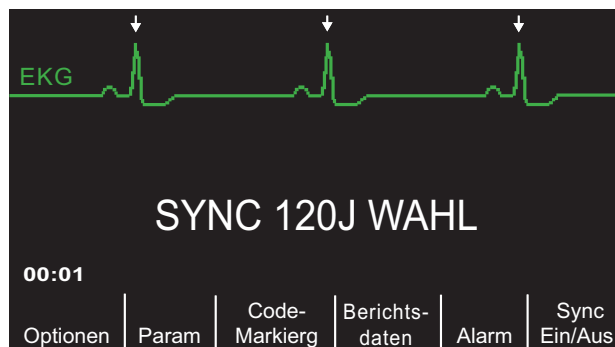 EKG
SYNC 120J WAHL
00:01
Optionen
Param
Code-
Markierg
Berichts-
daten
Alarm
Sync
Ein/Aus